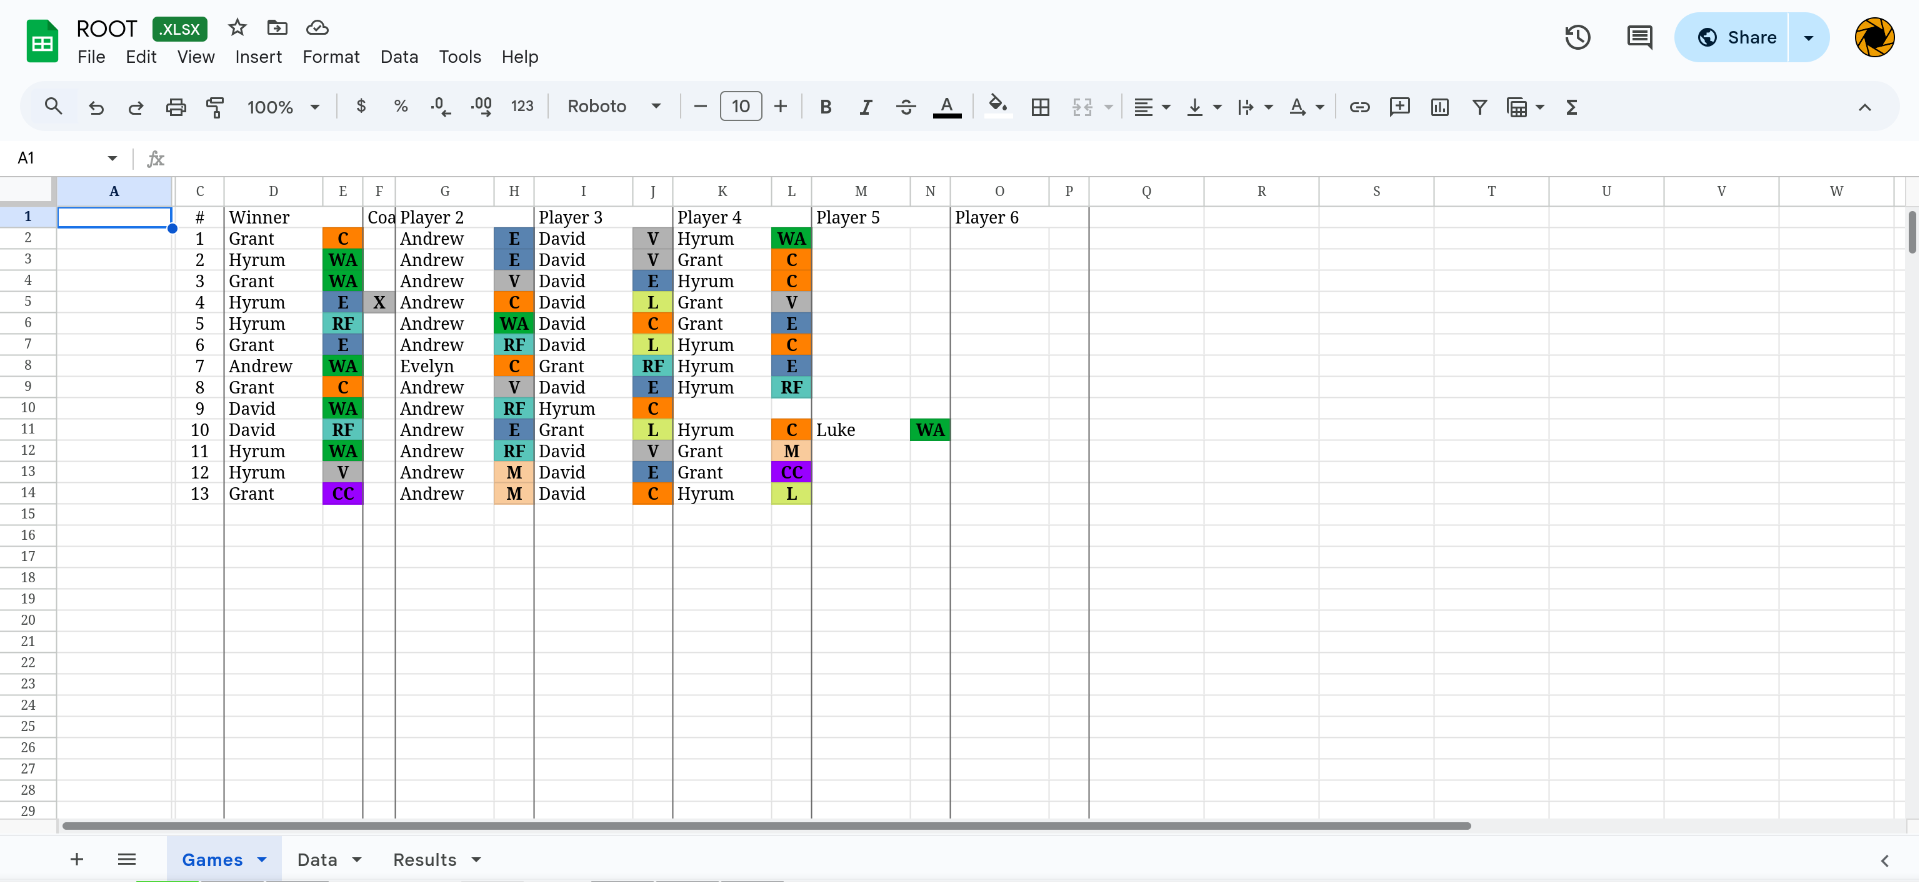 ROOT .XLSX
File Edit View Insert Format Data Tools Help
Share
100% $ % .0 .00 123 Roboto 10 B I S A A Σ
A1 fx
A C D E F G H I J K L M N O P Q R S T U V W
1 # Winner Coa Player 2 Player 3 Player 4 Player 5 Player 6
2 1 Grant C Andrew E David V Hyrum WA
3 2 Hyrum WA Andrew E David V Grant C
4 3 Grant WA Andrew V David E Hyrum C
5 4 Hyrum E X Andrew C David L Grant V
6 5 Hyrum RF Andrew WA David C Grant E
7 6 Grant E Andrew RF David L Hyrum C
8 7 Andrew WA Evelyn C Grant RF Hyrum E
9 8 Grant C Andrew V David E Hyrum RF
10 9 David WA Andrew RF Hyrum C
11 10 David RF Andrew E Grant L Hyrum C Luke WA
12 11 Hyrum WA Andrew RF David V Grant M
13 12 Hyrum V Andrew M David E Grant CC
14 13 Grant CC Andrew M David C Hyrum L
15
16
17
18
19
20
21
22
23
24
25
26
27
28
29
+ Games Data Results